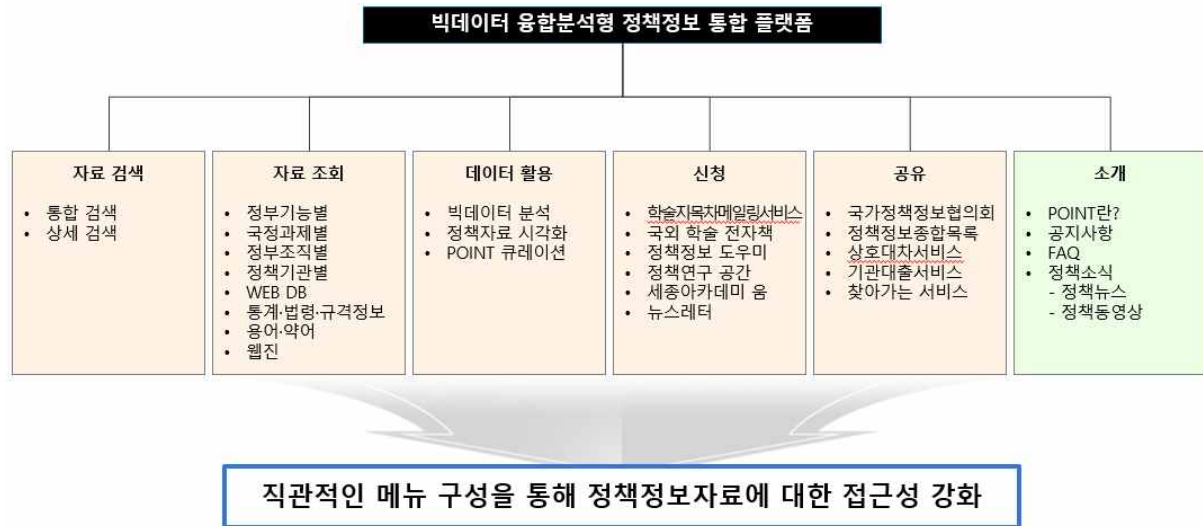 빅데이터 융합분석형 정책정보 통합 플랫폼
자료 검색
• 통합 검색
• 상세 검색
자료 조회
• 정부기능별
• 국정과제별
• 정부조직별
• 정책기관별
• WEB DB
• 통계·법령·규격정보
• 용어·약어
• 웹진
데이터 활용
• 빅데이터 분석
• 정책자료 시각화
• POINT 큐레이션
신청
• 학술지목차메일링서비스
• 국외 학술 전자책
• 정책정보 도우미
• 정책연구 공간
• 세종아카데미 움
• 뉴스레터
공유
• 국가정책정보협의회
• 정책정보종합목록
• 상호대차서비스
• 기관대출서비스
• 찾아가는 서비스
소개
• POINT란?
• 공지사항
• FAQ
• 정책소식
- 정책뉴스
- 정책동영상
직관적인 메뉴 구성을 통해 정책정보자료에 대한 접근성 강화